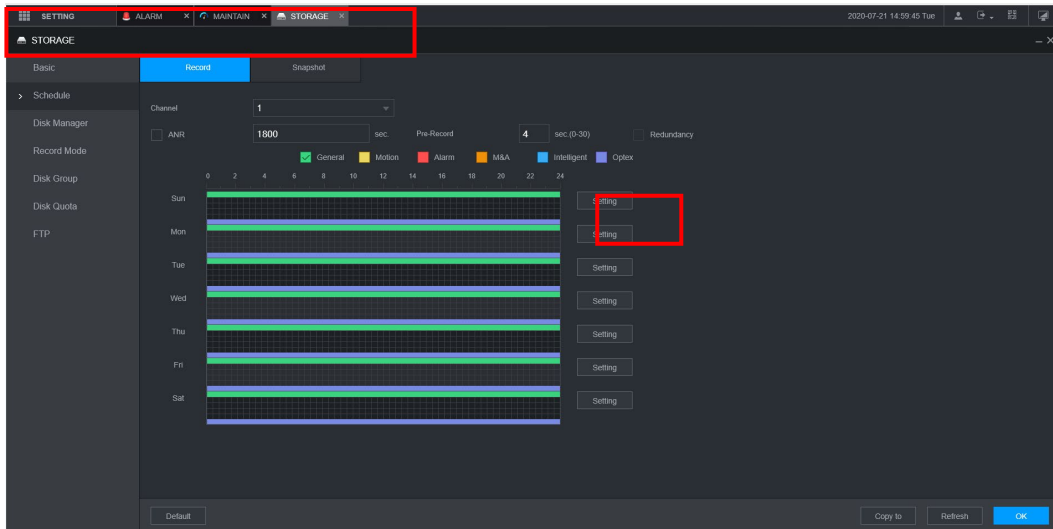 SETTING ALARM × MAINTAIN × STORAGE × 2020-07-21 14:59:45 Tue
STORAGE
Basic Record Snapshot
Schedule
Channel 1
Disk Manager
ANR 1800 sec. Pre-Record 4 sec.(0-30) Redundancy
Record Mode
General Motion Alarm M&A Intelligent Optex
Disk Group
0 2 4 6 8 10 12 14 16 18 20 22 24
Sun Setting
Disk Quota
Mon Setting
FTP
Tue Setting
Wed Setting
Thu Setting
Fri Setting
Sat Setting
Default Copy to Refresh OK